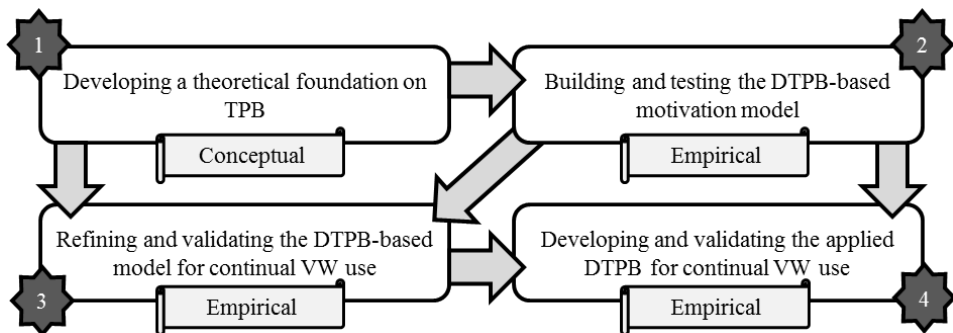 1
Developing a theoretical foundation on
TPB
Conceptual
2
Building and testing the DTPB-based
motivation model
Empirical
Refining and validating the DTPB-based
model for continual VW use
3
Empirical
Developing and validating the applied
DTPB for continual VW use
Empirical
4